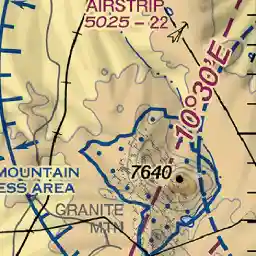 AIRSTRIP
5025 - 22
10°30'E
MOUNTAIN
ESS AREA
7640
GRANITE
MTN
T